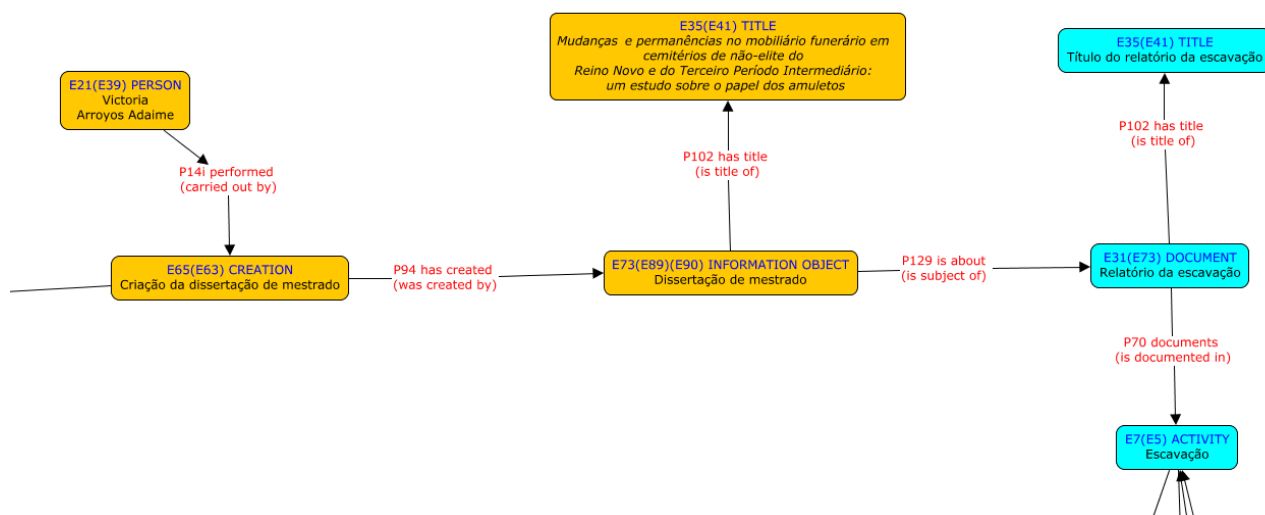 E35(E41) TITLE
Mudanças e permanências no mobiliário funerário em
cemitérios de não-elite do
Reino Novo e do Terceiro Período Intermediário:
um estudo sobre o papel dos amuletos
E35(E41) TITLE
Título do relatório da escavação
E21(E39) PERSON
Victoria
Arroyos Adaime
P102 has title
(is title of)
P102 has title
(is title of)
P14i performed
(carried out by)
E65(E63) CREATION
Criação da dissertação de mestrado
P94 has created
(was created by)
E73(E89)(E90) INFORMATION OBJECT
Dissertação de mestrado
P129 is about
(is subject of)
E31(E73) DOCUMENT
Relatório da escavação
P70 documents
(is documented in)
E7(E5) ACTIVITY
Escavação